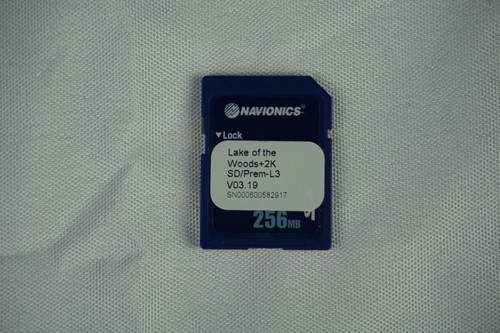 NAVIONICS
▼Lock
Lake of the
Woods+2K
SD/Prem-L3
V03.19
SN000600582917
256MB